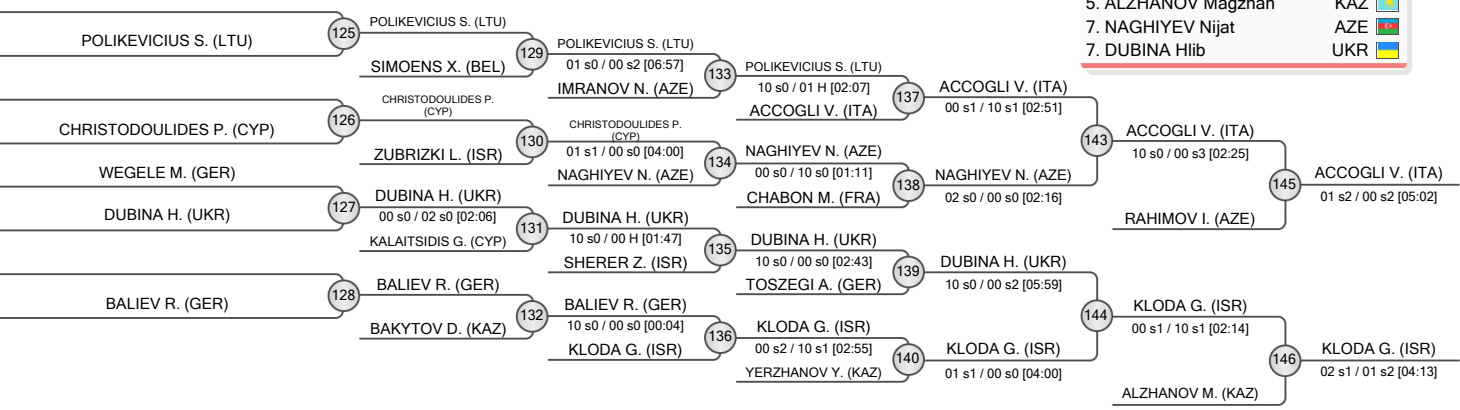 5. ALZHANOV Magzhan KAZ
7. NAGHIYEV Nijat AZE
7. DUBINA Hlib UKR
POLIKEVICIUS S. (LTU)
CHRISTODOULIDES P. (CYP)
WEGELE M. (GER)
DUBINA H. (UKR)
BALIEV R. (GER)
125
126
127
128
POLIKEVICIUS S. (LTU)
SIMOENS X. (BEL)
CHRISTODOULIDES P.
(CYP)
ZUBRIZKI L. (ISR)
DUBINA H. (UKR)
00 s0 / 02 s0 [02:06]
KALAITSIDIS G. (CYP)
BALIEV R. (GER)
BAKYTOV D. (KAZ)
129
130
131
132
POLIKEVICIUS S. (LTU)
01 s0 / 00 s2 [06:57]
IMRANOV N. (AZE)
CHRISTODOULIDES P.
(CYP)
01 s1 / 00 s0 [04:00]
NAGHIYEV N. (AZE)
DUBINA H. (UKR)
10 s0 / 00 H [01:47]
SHERER Z. (ISR)
BALIEV R. (GER)
10 s0 / 00 s0 [00:04]
KLODA G. (ISR)
133
134
135
136
POLIKEVICIUS S. (LTU)
10 s0 / 01 H [02:07]
ACCOGLI V. (ITA)
NAGHIYEV N. (AZE)
00 s0 / 10 s0 [01:11]
CHABON M. (FRA)
DUBINA H. (UKR)
10 s0 / 00 s0 [02:43]
TOSZEGI A. (GER)
KLODA G. (ISR)
00 s2 / 10 s1 [02:55]
YERZHANOV Y. (KAZ)
137
138
139
140
ACCOGLI V. (ITA)
00 s1 / 10 s1 [02:51]
NAGHIYEV N. (AZE)
02 s0 / 00 s0 [02:16]
DUBINA H. (UKR)
10 s0 / 00 s2 [05:59]
KLODA G. (ISR)
01 s1 / 00 s0 [04:00]
143
144
ACCOGLI V. (ITA)
10 s0 / 00 s3 [02:25]
RAHIMOV I. (AZE)
KLODA G. (ISR)
00 s1 / 10 s1 [02:14]
ALZHANOV M. (KAZ)
145
146
ACCOGLI V. (ITA)
01 s2 / 00 s2 [05:02]
KLODA G. (ISR)
02 s1 / 01 s2 [04:13]